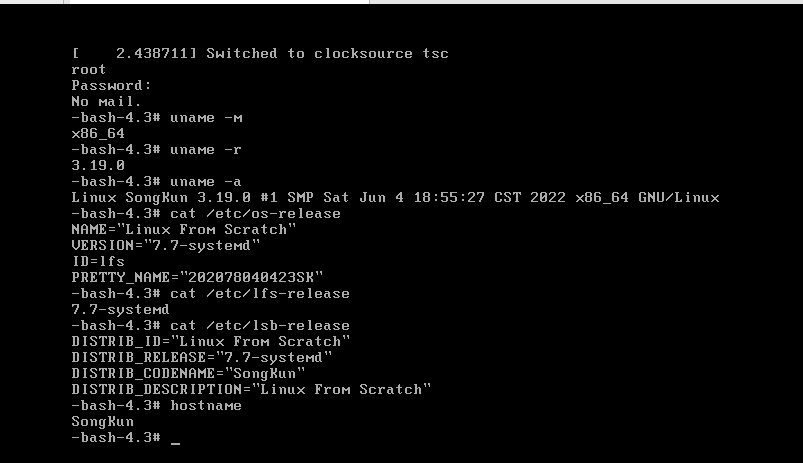 [    2.438711] Switched to clocksource tsc
root
Password:
No mail.
-bash-4.3# uname -m
x86_64
-bash-4.3# uname -r
3.19.0
-bash-4.3# uname -a
Linux SongKun 3.19.0 #1 SMP Sat Jun 4 18:55:27 CST 2022 x86_64 GNU/Linux
-bash-4.3# cat /etc/os-release
NAME="Linux From Scratch"
VERSION="7.7-systemd"
ID=lfs
PRETTY_NAME="202078040423SK"
-bash-4.3# cat /etc/lfs-release
7.7-systemd
-bash-4.3# cat /etc/lsb-release
DISTRIB_ID="Linux From Scratch"
DISTRIB_RELEASE="7.7-systemd"
DISTRIB_CODENAME="SongKun"
DISTRIB_DESCRIPTION="Linux From Scratch"
-bash-4.3# hostname
SongKun
-bash-4.3# _